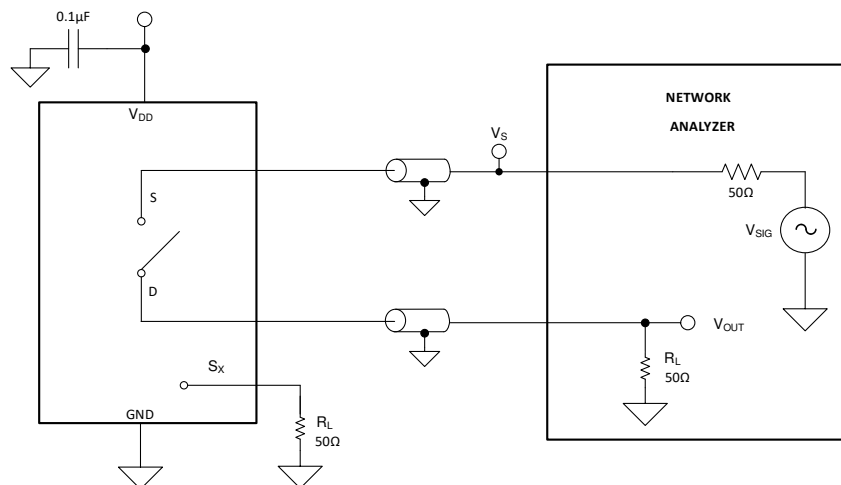 0.1µF
VDD
NETWORK
ANALYZER
VS
S
50Ω
VSIG
D
VOUT
SX
RL
50Ω
GND
RL
50Ω